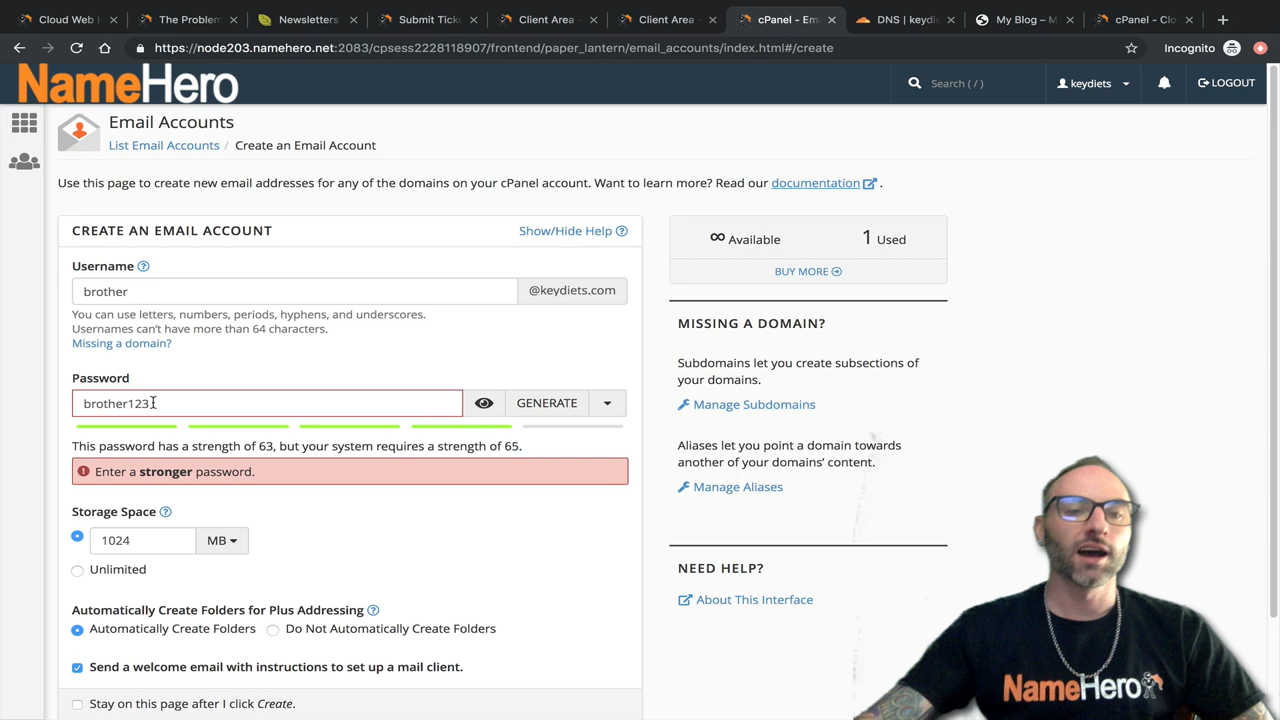 Cloud Web H
The Problem
Newsletters
Submit Ticke
Client Area -
Client Area -
cPanel - Ema
DNS | keydie
My Blog – M
cPanel - Clo
https://node203.namehero.net:2083/cpsess2228118907/frontend/paper_lantern/email_accounts/index.html#/create
Incognito
NameHero
Search ( / )
keydiets
LOGOUT
Email Accounts
List Email Accounts / Create an Email Account
Use this page to create new email addresses for any of the domains on your cPanel account. Want to learn more? Read our documentation .
CREATE AN EMAIL ACCOUNT
Show/Hide Help
∞ Available
1 Used
BUY MORE
Username
brother
@keydiets.com
You can use letters, numbers, periods, hyphens, and underscores.
Usernames can't have more than 64 characters.
Missing a domain?
MISSING A DOMAIN?
Subdomains let you create subsections of
your domains.
Manage Subdomains
Password
brother123
GENERATE
This password has a strength of 63, but your system requires a strength of 65.
Enter a stronger password.
Aliases let you point a domain towards
another of your domains' content.
Manage Aliases
Storage Space
1024
MB
Unlimited
NEED HELP?
About This Interface
Automatically Create Folders for Plus Addressing
Automatically Create Folders
Do Not Automatically Create Folders
Send a welcome email with instructions to set up a mail client.
Stay on this page after I click Create.
NameHero